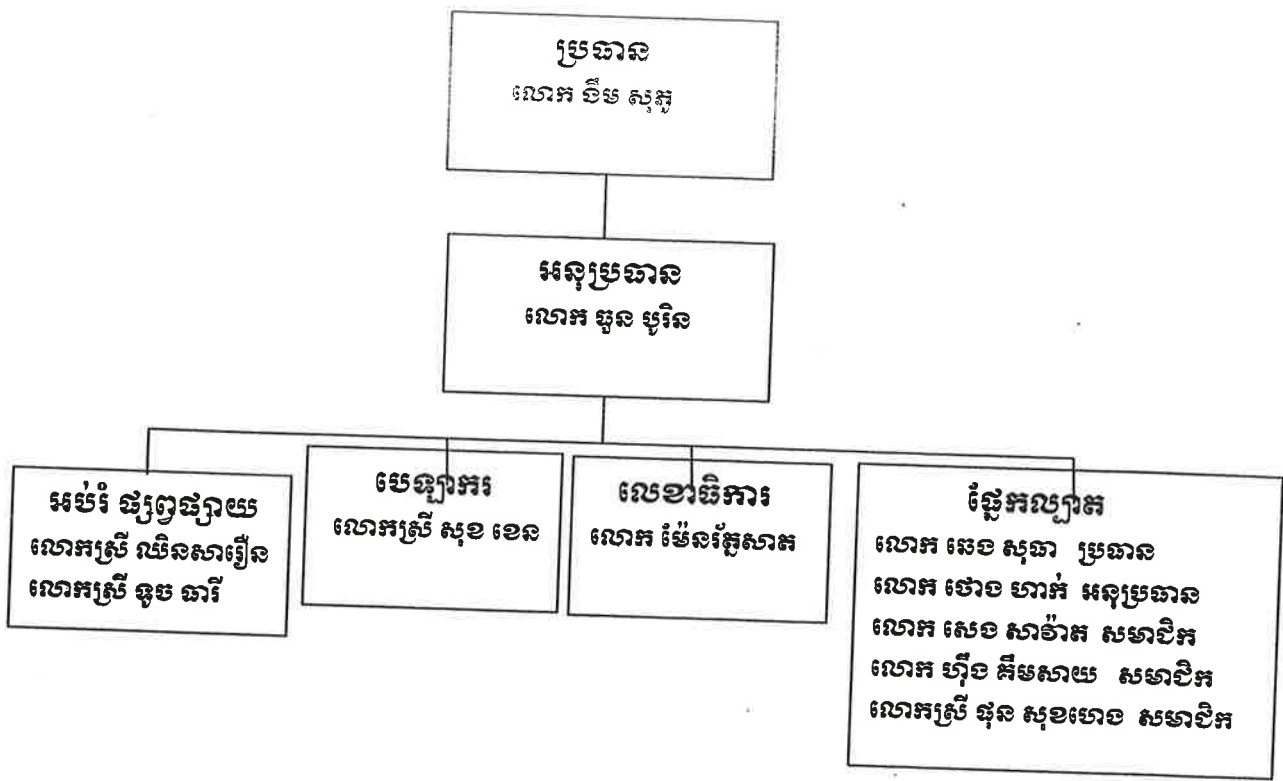 ប្រធាន
លោក ងឹម សុភូ
អនុប្រធាន
លោក ធួន បូរិន
អប់រំ ផ្សព្វផ្សាយ
លោកស្រី ឈិនសារឿន
លោកស្រី ទូច ធារី
បេឡាករ
លោកស្រី សុខ ខេន
លេខាធិការ
លោក ម៉ែនរ័ត្នសាត
ផ្នែកល្បាត
លោក ឆេង សុធា ប្រធាន
លោក ថោង ហាក់ អនុប្រធាន
លោក សេង សាវ៉ាត សមាជិក
លោក ហ៊ឹង គឹមសាយ សមាជិក
លោកស្រី ផុន សុខហេង សមាជិក